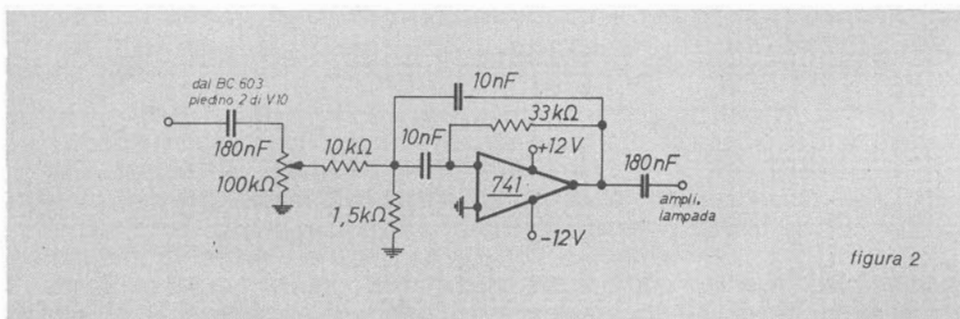 dal BC 603
piedino 2 di V10
180nF
100kΩ
10kΩ
1,5kΩ
10nF
10nF
33kΩ
+12V
741
-12V
180nF
ampli.
lampada
figura 2